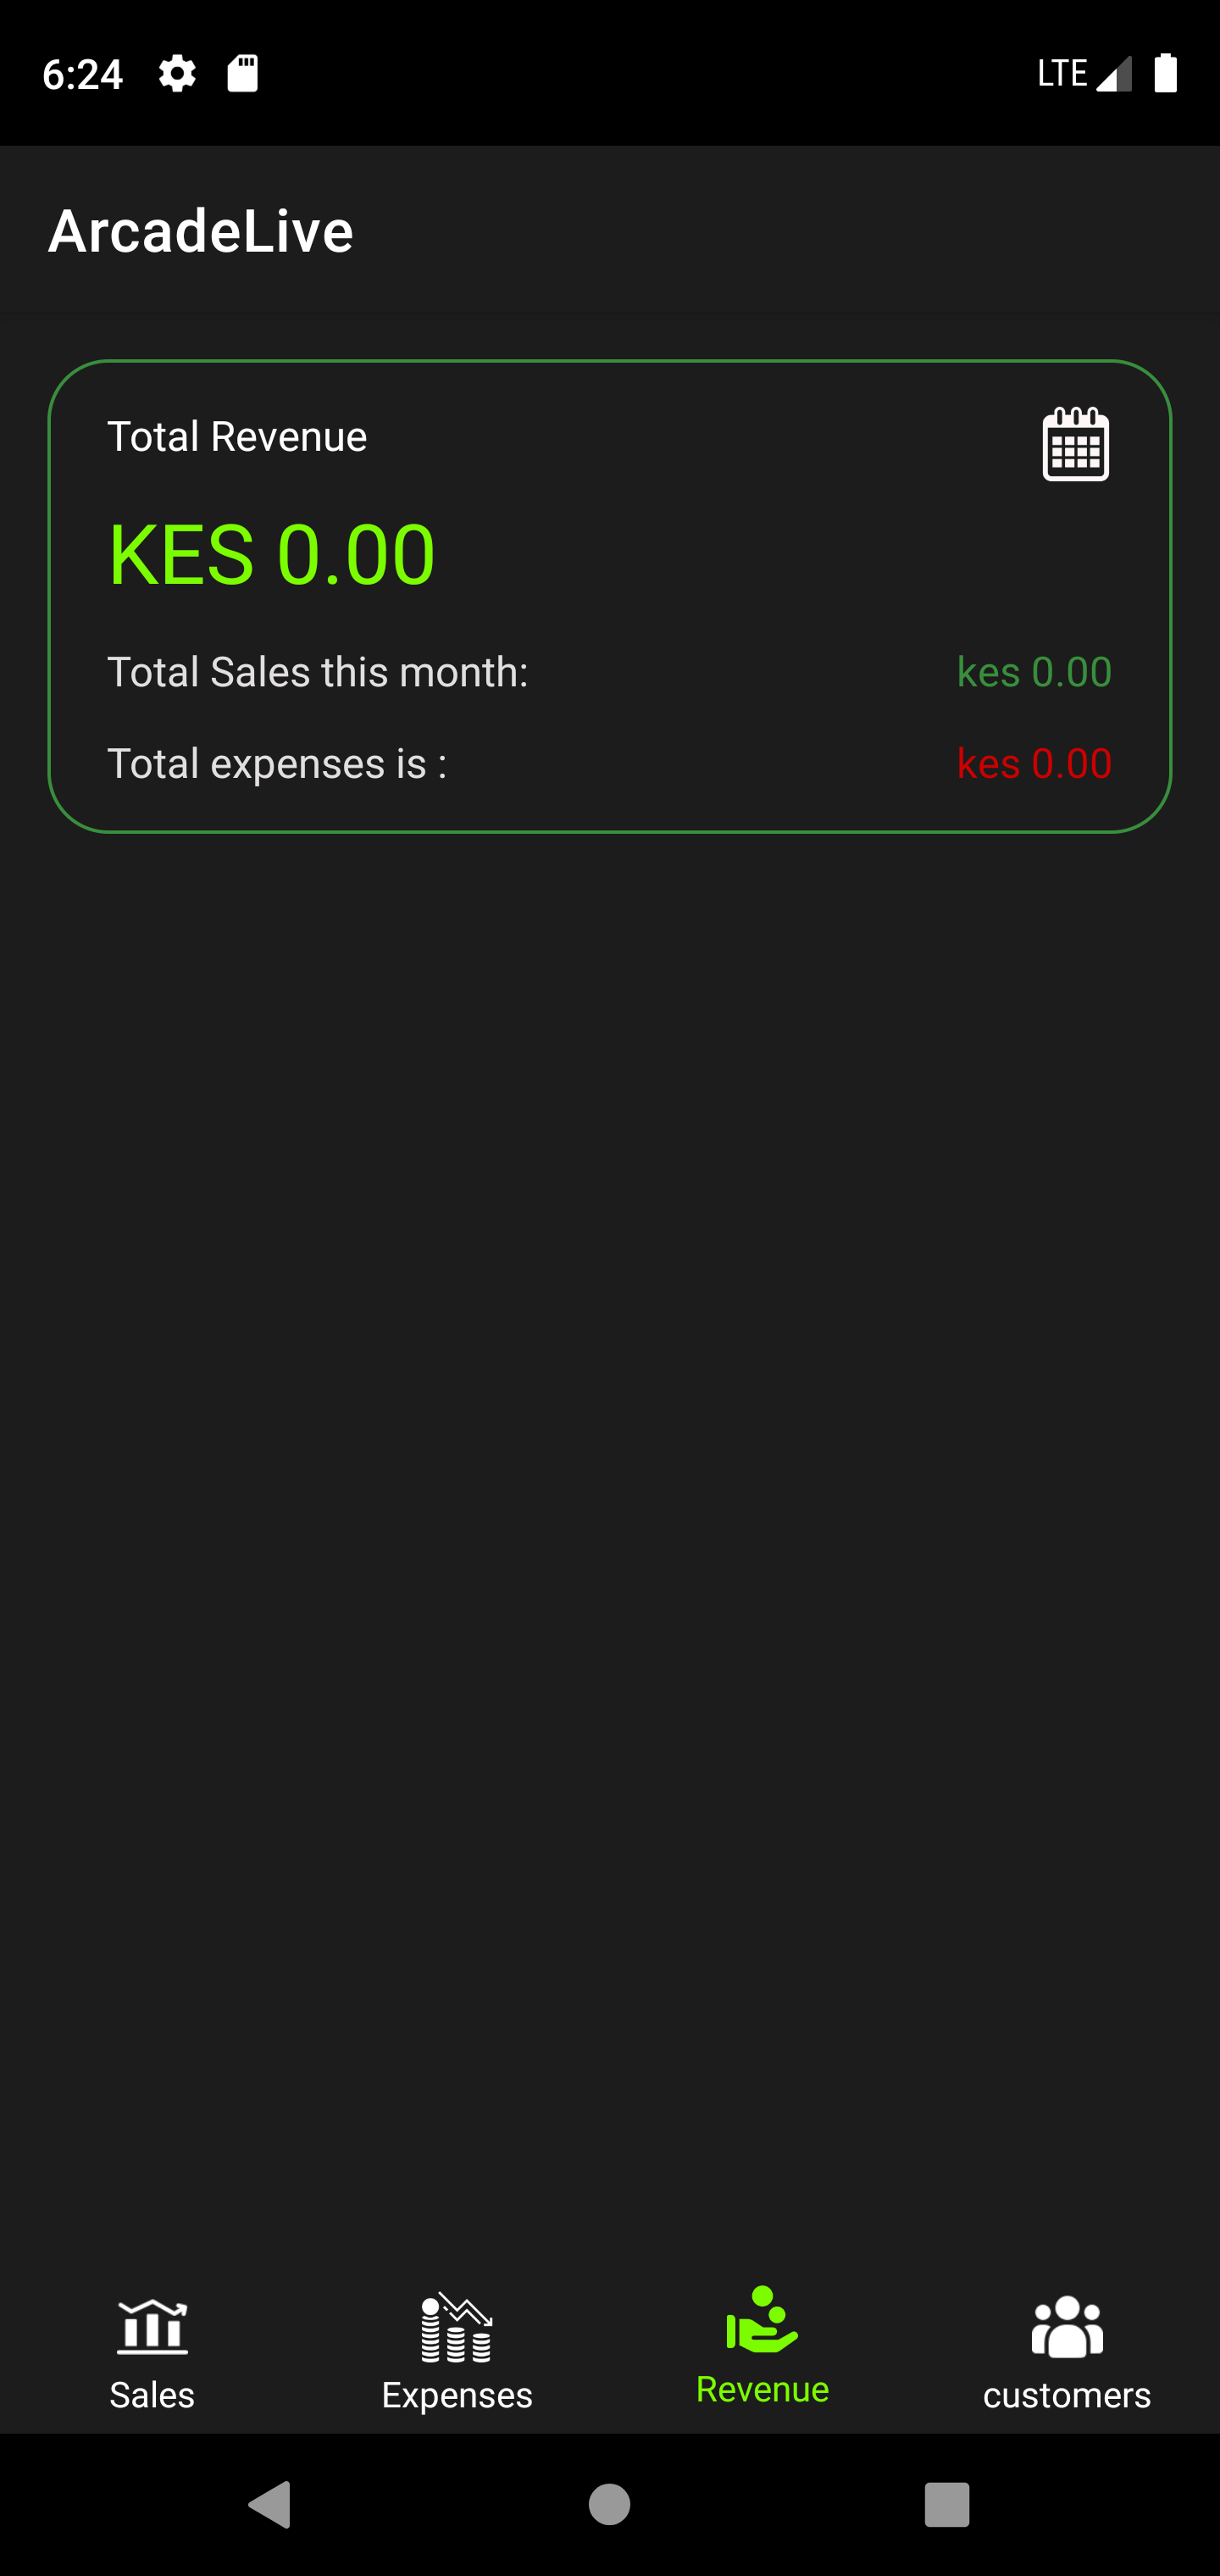 6:24
LTE
ArcadeLive
Total Revenue
KES 0.00
Total Sales this month:
kes 0.00
Total expenses is :
kes 0.00
Sales
Expenses
Revenue
customers